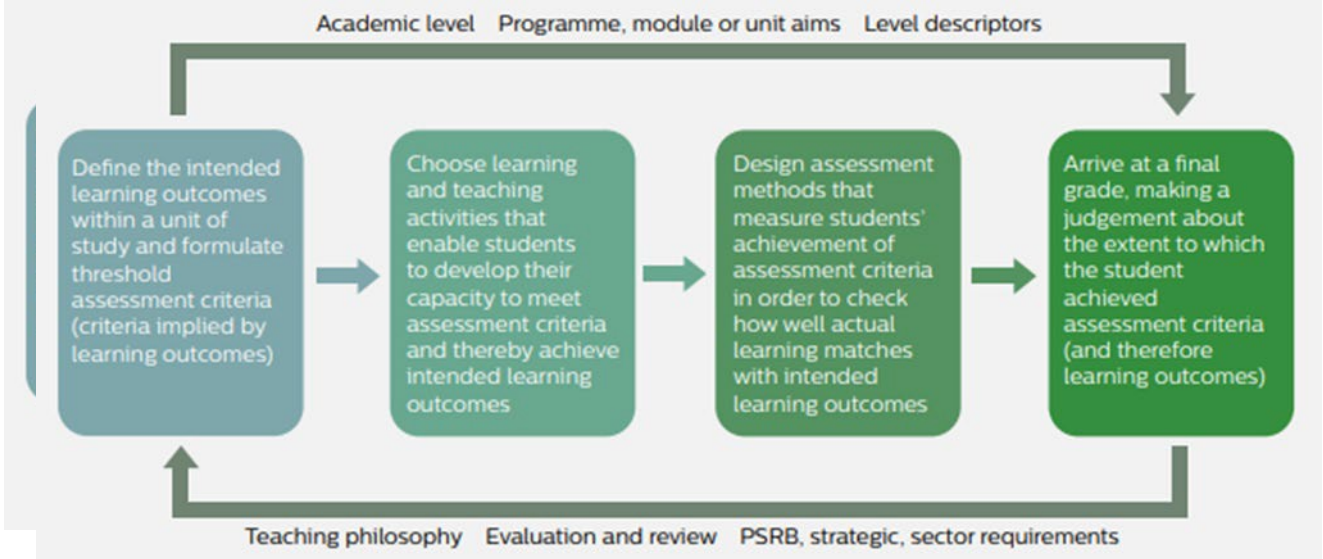 Academic level Programme, module or unit aims Level descriptors
Define the intended
learning outcomes
within a unit of
study and formulate
threshold
assessment criteria
(criteria implied by
learning outcomes)
Choose learning
and teaching
activities that
enable students
to develop their
capacity to meet
assessment criteria
and thereby achieve
intended learning
outcomes
Design assessment
methods that
measure students’
achievement of
assessment criteria
in order to check
how well actual
learning matches
with intended
learning outcomes
Arrive at a final
grade, making a
judgement about
the extent to which
the student
achieved
assessment criteria
(and therefore
learning outcomes)
Teaching philosophy Evaluation and review PSRB, strategic, sector requirements